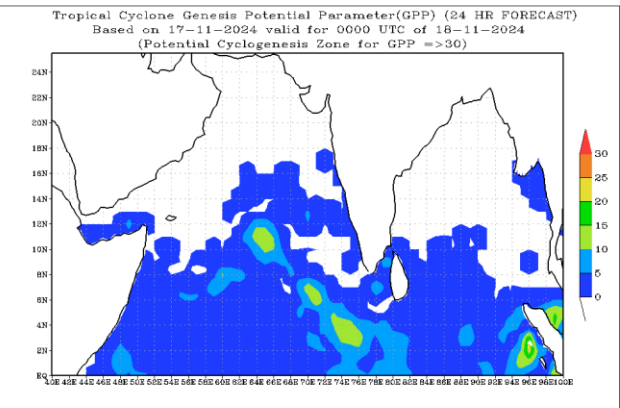 Tropical Cyclone Genesis Potential Parameter(GPP) (24 HR FORECAST)
Based on 17-11-2024 valid for 0000 UTC of 18-11-2024
(Potential Cyclogenesis Zone for GPP =>30)
24N
22N
20N
18N
16N
14N
12N
10N
8N
6N
4N
2N
EQ
40E 42E 44E 46E 48E 50E 52E 54E 56E 58E 60E 62E 64E 66E 68E 70E 72E 74E 76E 78E 80E 82E 84E 86E 88E 90E 92E 94E 96E 98E 100E
30
25
20
15
10
5
0